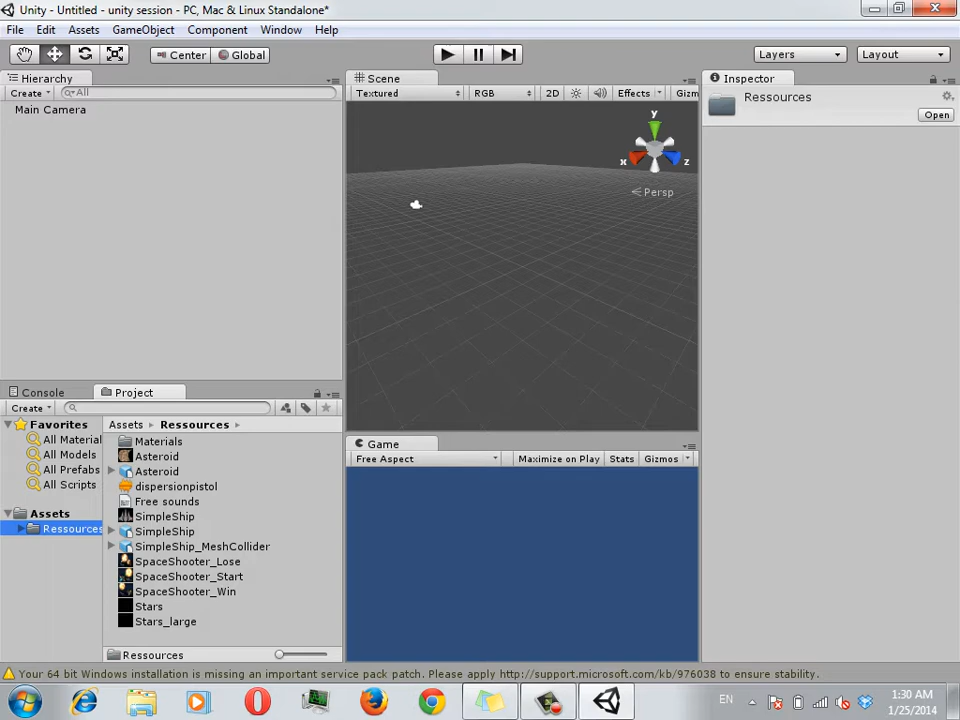 Unity - Untitled - unity session - PC, Mac & Linux Standalone*
File Edit Assets GameObject Component Window Help
Center Global Layers Layout
Hierarchy
Create All
Main Camera
Scene
Textured RGB 2D Effects Gizm
y
x z
Persp
Inspector
Ressources
Open
Console Project
Create
Favorites
All Material
All Models
All Prefabs
All Scripts
Assets
Ressources
Assets Ressources
Materials
Asteroid
Asteroid
dispersionpistol
Free sounds
SimpleShip
SimpleShip
SimpleShip_MeshCollider
SpaceShooter_Lose
SpaceShooter_Start
SpaceShooter_Win
Stars
Stars_large
Ressources
Game
Free Aspect Maximize on Play Stats Gizmos
Your 64 bit Windows installation is missing an important service pack patch. Please apply http://support.microsoft.com/kb/976038 to ensure stability.
EN
1:30 AM
1/25/2014